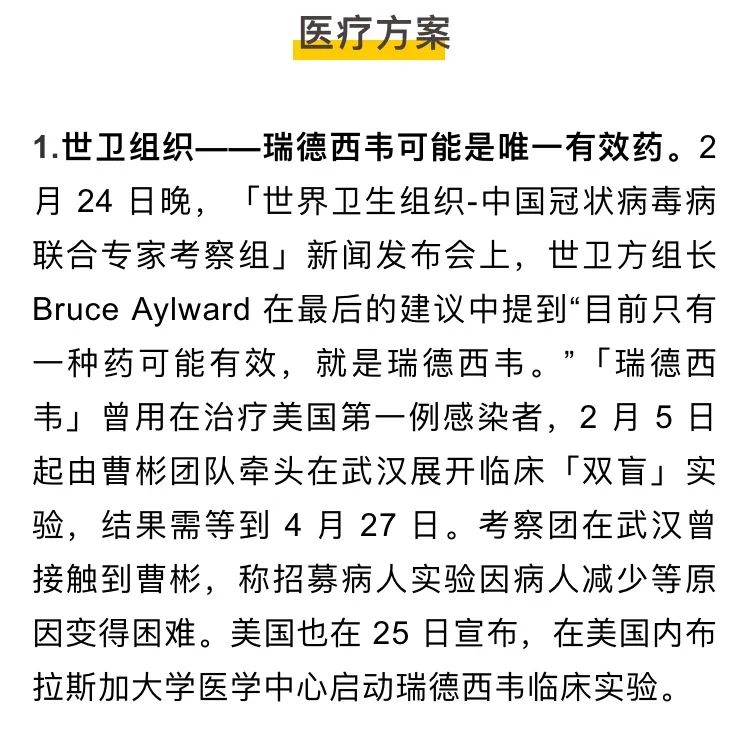 医疗方案
1.世卫组织——瑞德西韦可能是唯一有效药。2
月 24 日晚，「世界卫生组织-中国冠状病毒病
联合专家考察组」新闻发布会上，世卫方组长
Bruce Aylward 在最后的建议中提到“目前只有
一种药可能有效，就是瑞德西韦。”「瑞德西
韦」曾用在治疗美国第一例感染者，2 月 5 日
起由曹彬团队牵头在武汉展开临床「双盲」实
验，结果需等到 4 月 27 日。考察团在武汉曾
接触到曹彬，称招募病人实验因病人减少等原
因变得困难。美国也在 25 日宣布，在美国内布
拉斯加大学医学中心启动瑞德西韦临床实验。